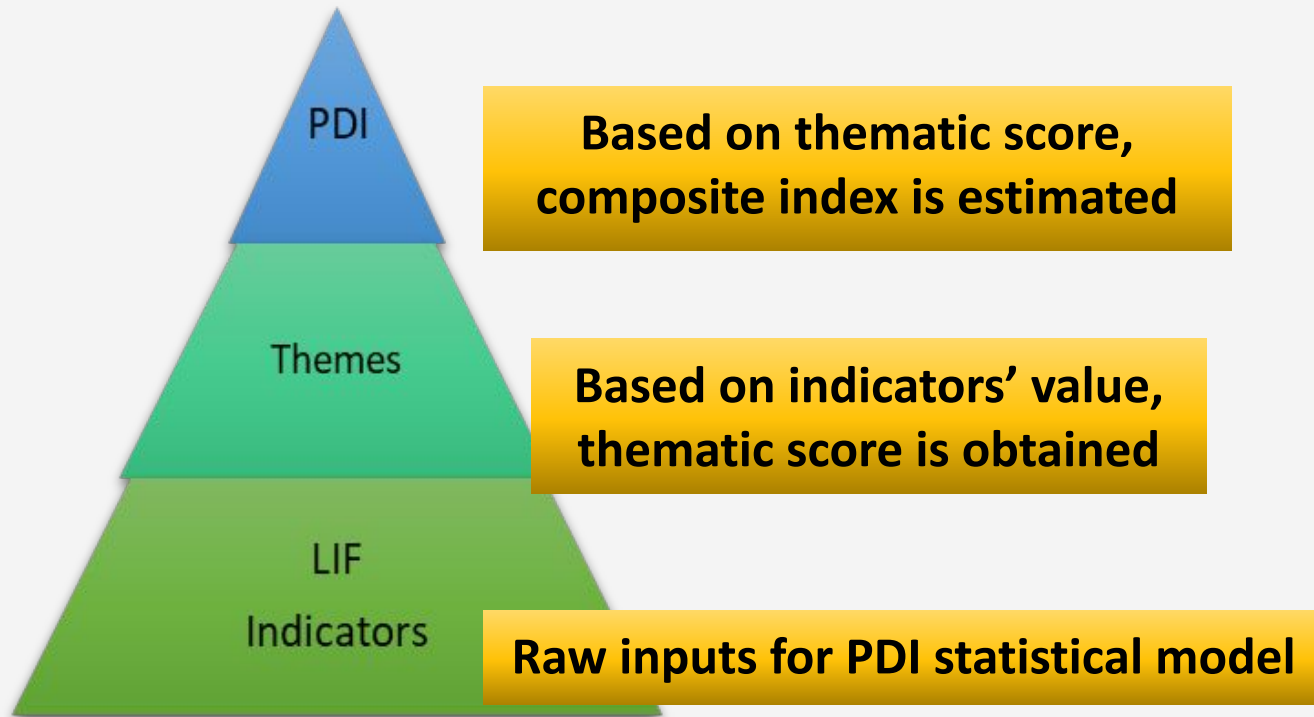 PDI
Based on thematic score,
composite index is estimated
Themes
Based on indicators’ value,
thematic score is obtained
LIF
Indicators
Raw inputs for PDI statistical model